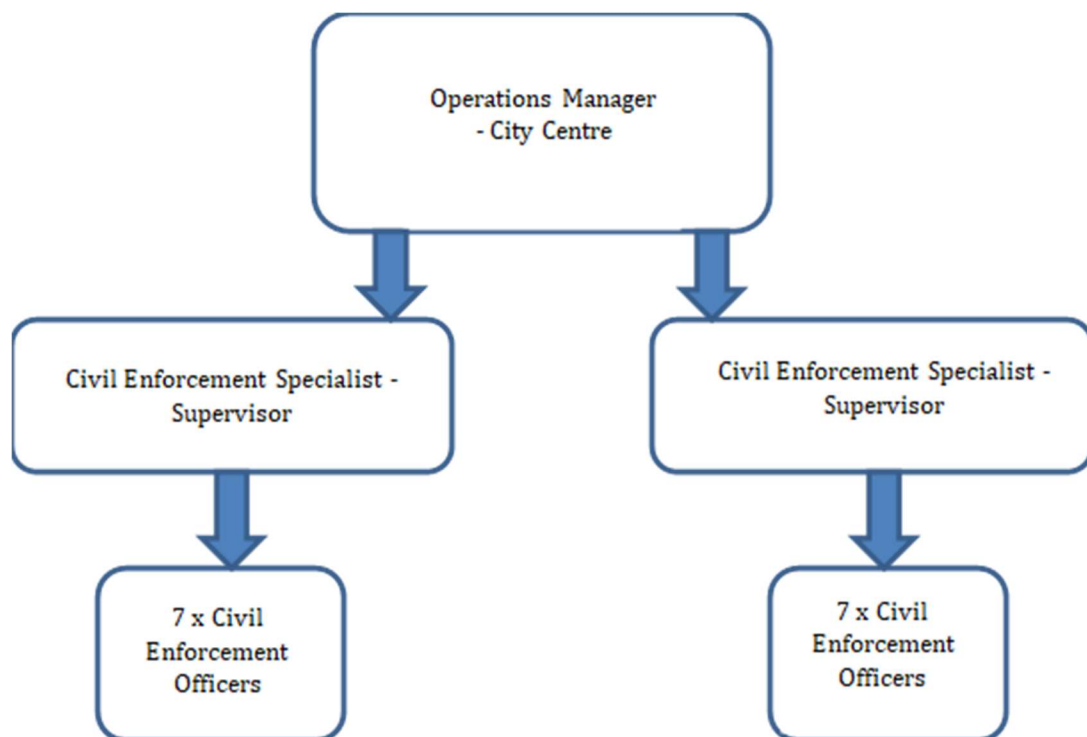 Operations Manager
- City Centre
Civil Enforcement Specialist -
Supervisor
Civil Enforcement Specialist -
Supervisor
7 x Civil
Enforcement
Officers
7 x Civil
Enforcement
Officers